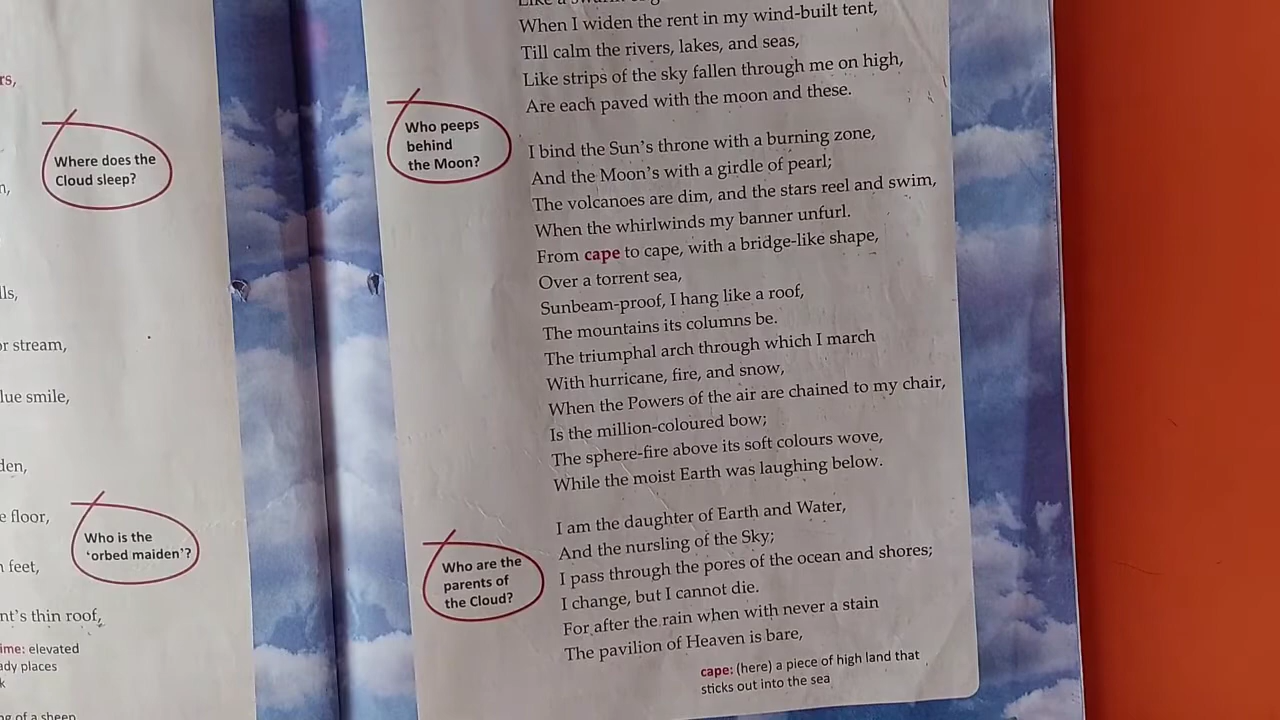 rs,
Where does the
Cloud sleep?
n,
lls,
or stream,
lue smile,
den,
e floor,
Who is the
'orbed maiden'?
n feet,
nt's thin roof,
ime: elevated
ady places
k
ng of a sheep
When I widen the rent in my wind-built tent,
Till calm the rivers, lakes, and seas,
Like strips of the sky fallen through me on high,
Are each paved with the moon and these.
Who peeps
behind
the Moon?
I bind the Sun's throne with a burning zone,
And the Moon's with a girdle of pearl;
The volcanoes are dim, and the stars reel and swim,
When the whirlwinds my banner unfurl.
From cape to cape, with a bridge-like shape,
Over a torrent sea,
Sunbeam-proof, I hang like a roof,
The mountains its columns be.
The triumphal arch through which I march
With hurricane, fire, and snow,
When the Powers of the air are chained to my chair,
Is the million-coloured bow;
The sphere-fire above its soft colours wove,
While the moist Earth was laughing below.
I am the daughter of Earth and Water,
And the nursling of the Sky;
Who are the
parents of
the Cloud?
I pass through the pores of the ocean and shores;
I change, but I cannot die.
For after the rain when with never a stain
The pavilion of Heaven is bare,
cape: (here) a piece of high land that
sticks out into the sea